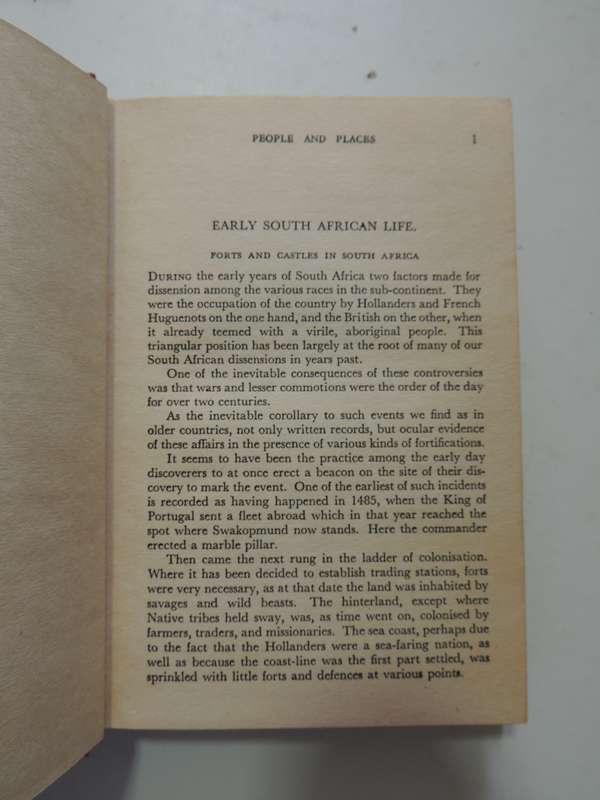 PEOPLE AND PLACES 1
EARLY SOUTH AFRICAN LIFE.
FORTS AND CASTLES IN SOUTH AFRICA
DURING the early years of South Africa two factors made for
dissension among the various races in the sub-continent. They
were the occupation of the country by Hollanders and French
Huguenots on the one hand, and the British on the other, when
it already teemed with a virile, aboriginal people. This
triangular position has been largely at the root of many of our
South African dissensions in years past.
One of the inevitable consequences of these controversies
was that wars and lesser commotions were the order of the day
for over two centuries.
As the inevitable corollary to such events we find as in
older countries, not only written records, but ocular evidence
of these affairs in the presence of various kinds of fortifications.
It seems to have been the practice among the early day
discoverers to at once erect a beacon on the site of their dis-
covery to mark the event. One of the earliest of such incidents
is recorded as having happened in 1485, when the King of
Portugal sent a fleet abroad which in that year reached the
spot where Swakopmund now stands. Here the commander
erected a marble pillar.
Then came the next rung in the ladder of colonisation.
Where it has been decided to establish trading stations, forts
were very necessary, as at that date the land was inhabited by
savages and wild beasts. The hinterland, except where
Native tribes held sway, was, as time went on, colonised by
farmers, traders, and missionaries. The sea coast, perhaps due
to the fact that the Hollanders were a sea-faring nation, as
well as because the coast-line was the first part settled, was
sprinkled with little forts and defences at various points.